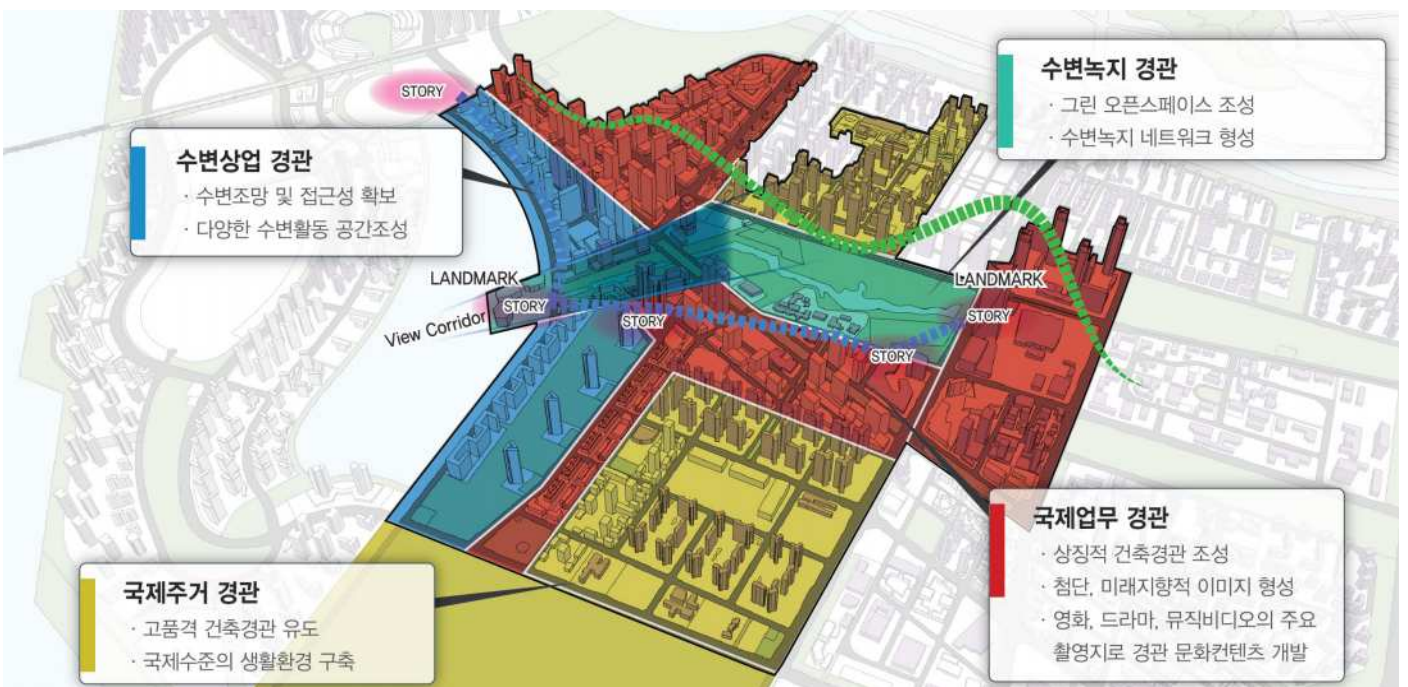 수변녹지 경관
· 그린 오픈스페이스 조성
· 수변녹지 네트워크 형성
STORY
수변상업 경관
· 수변조망 및 접근성 확보
· 다양한 수변활동 공간조성
LANDMARK
LANDMARK
STORY
View Corridor
STORY
STORY
STORY
국제업무 경관
· 상징적 건축경관 조성
· 첨단, 미래지향적 이미지 형성
· 영화, 드라마, 뮤직비디오의 주요
촬영지로 경관 문화컨텐츠 개발
국제주거 경관
· 고품격 건축경관 유도
· 국제수준의 생활환경 구축